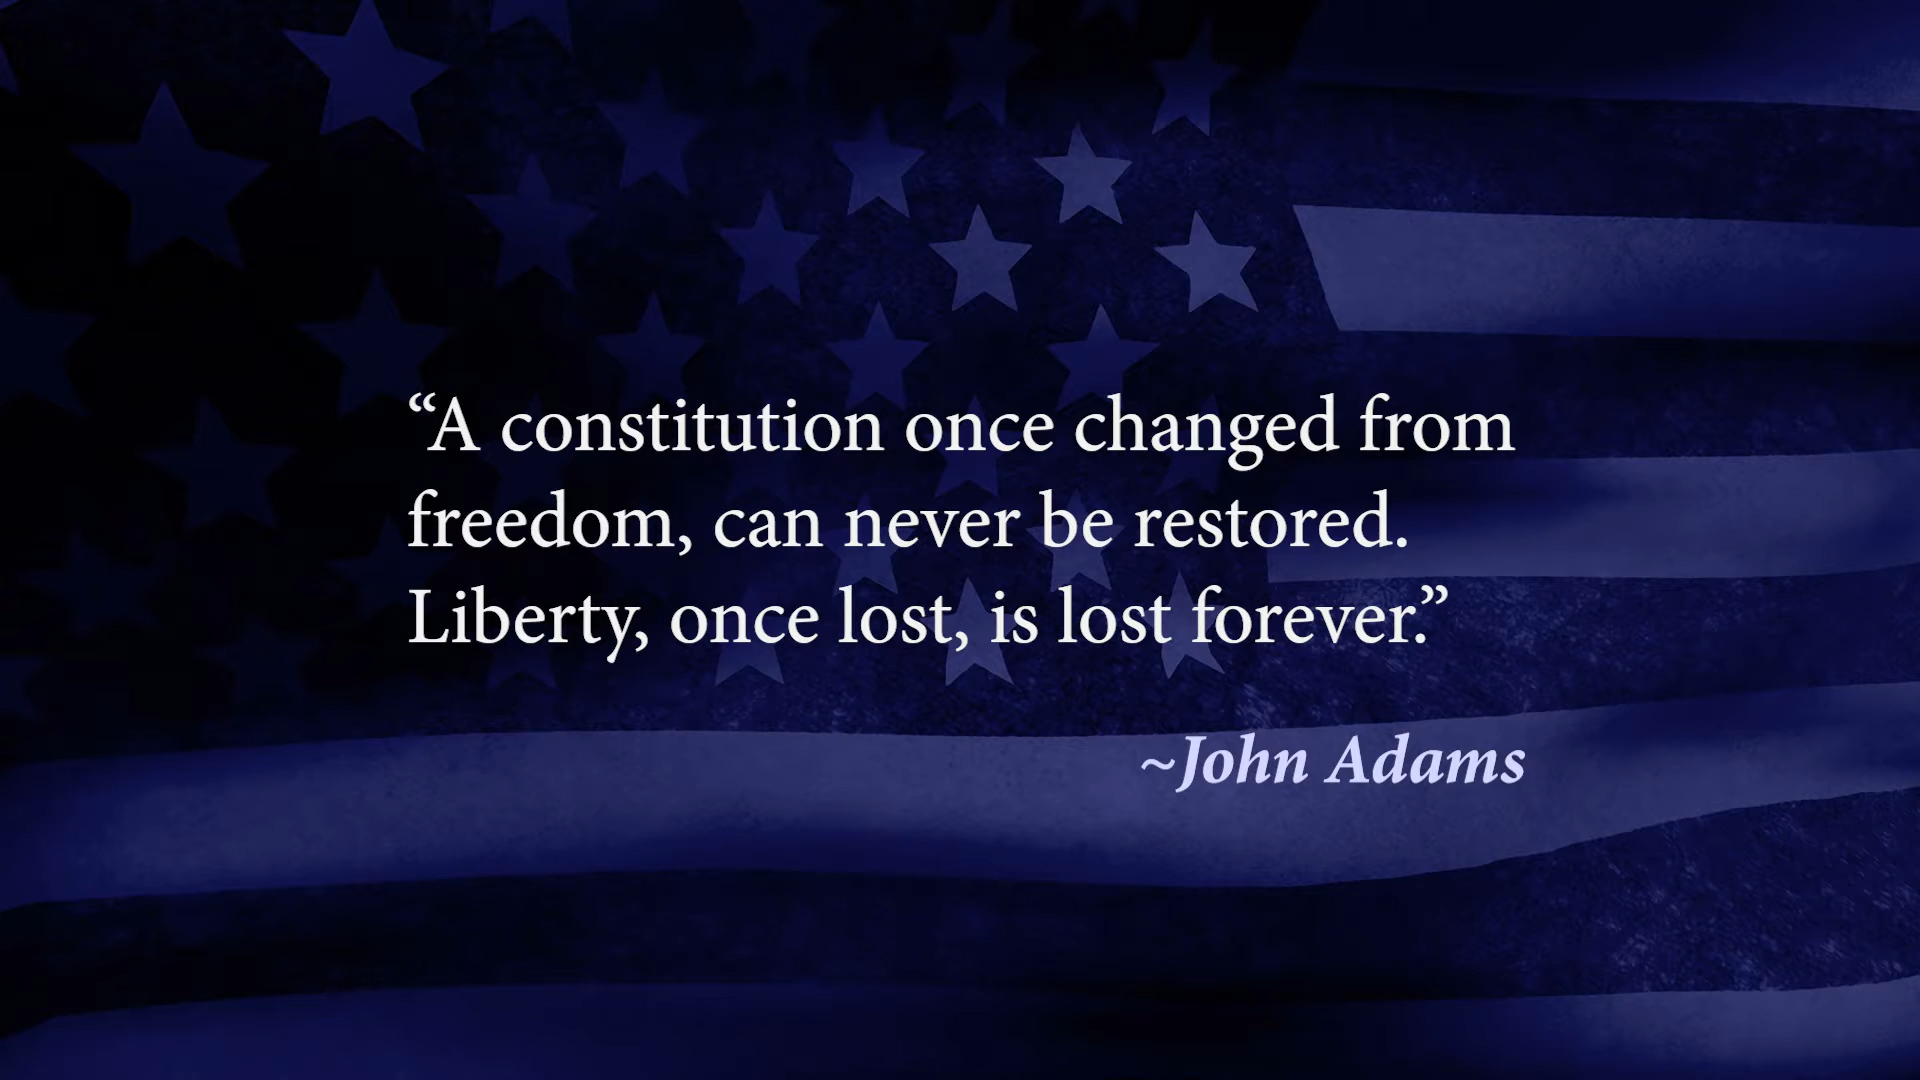 “A constitution once changed from
freedom, can never be restored.
Liberty, once lost, is lost forever.”
~John Adams